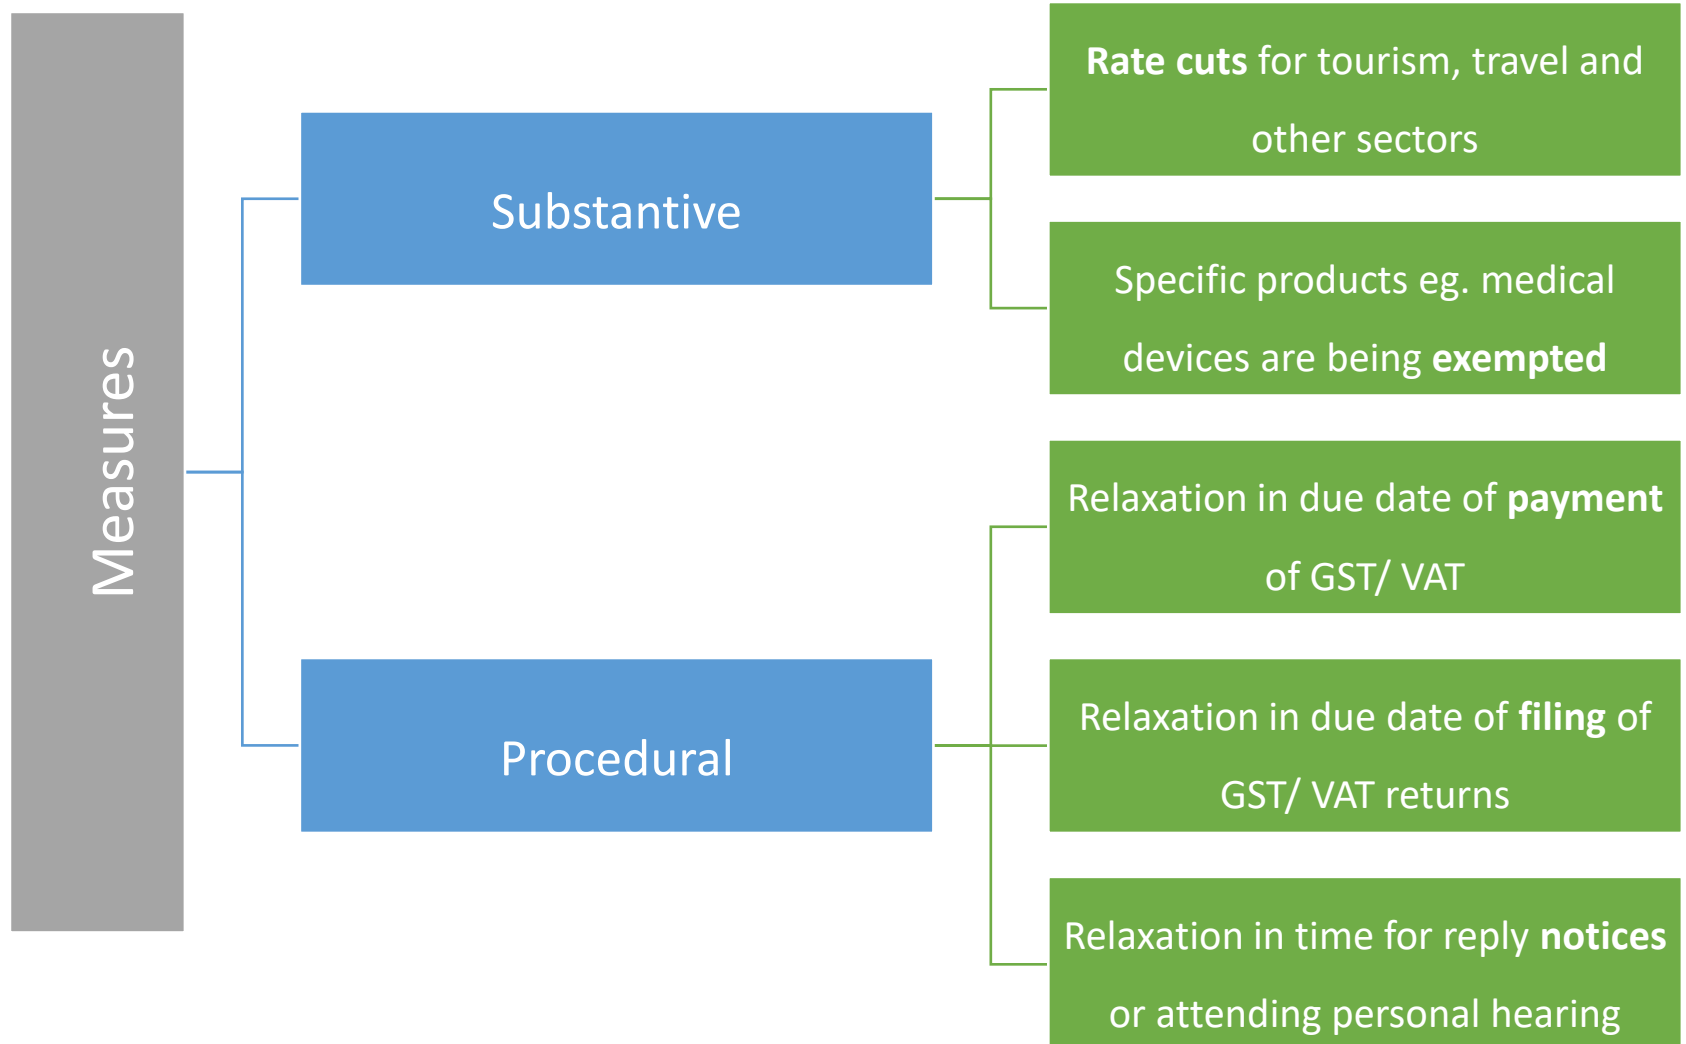 Measures
Substantive
Rate cuts for tourism, travel and
other sectors
Specific products eg. medical
devices are being exempted
Procedural
Relaxation in due date of payment
of GST/ VAT
Relaxation in due date of filing of
GST/ VAT returns
Relaxation in time for reply notices
or attending personal hearing